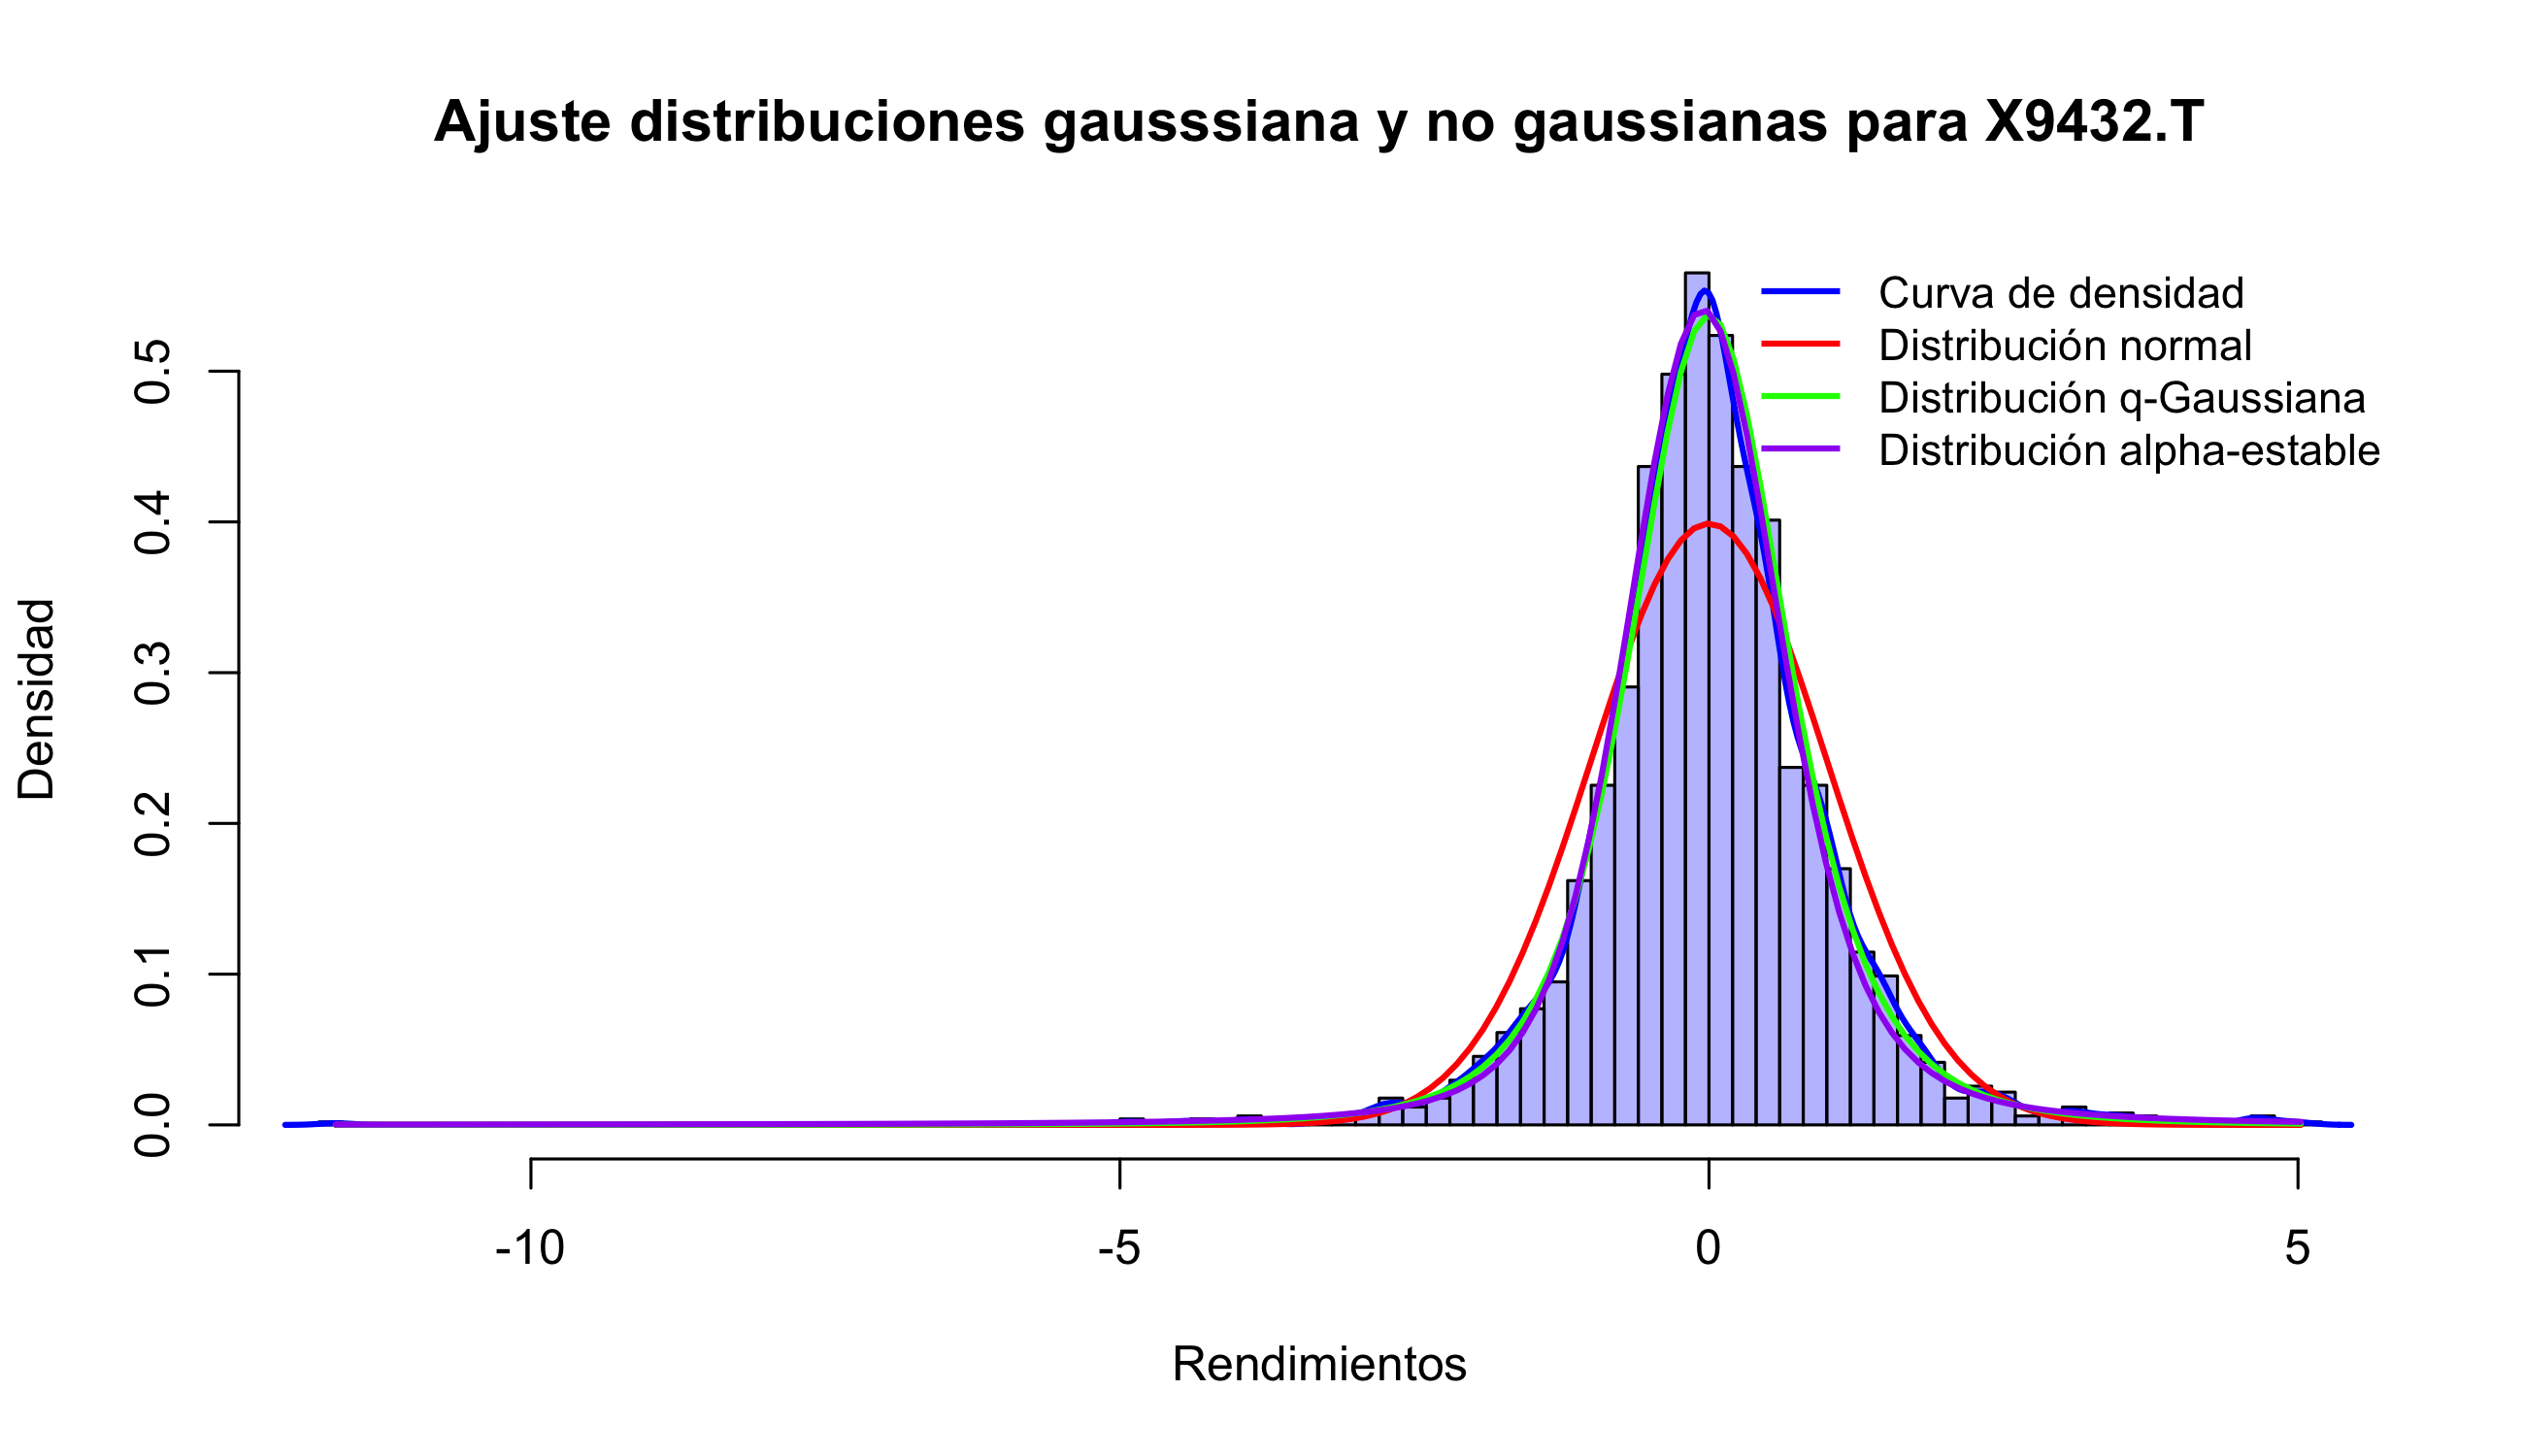 Ajuste distribuciones gausssiana y no gaussianas para X9432.T
Curva de densidad
Distribución normal
Distribución q-Gaussiana
Distribución alpha-estable
Densidad
0.5
0.4
0.3
0.2
0.1
0.0
-10
-5
0
5
Rendimientos